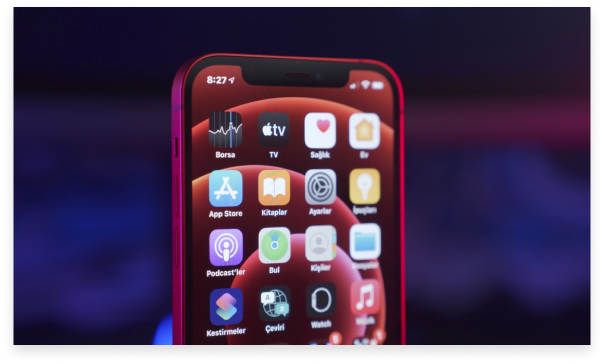 8:27
tv
Borsa TV Sağlık Ev
App Store Kitaplar Ayarlar İpuçları
Podcast'ler Bul Kişiler
Kestirmeler Çeviri Watch Müzik